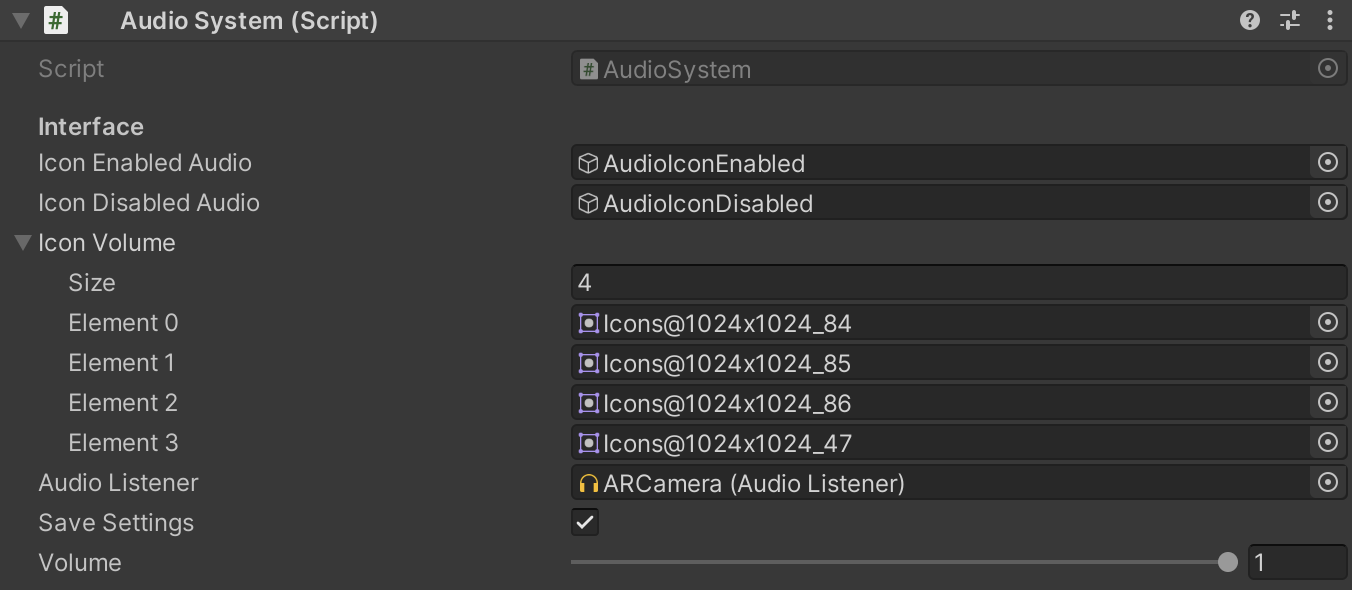 Audio System (Script)
Script AudioSystem
Interface
Icon Enabled Audio AudioIconEnabled
Icon Disabled Audio AudioIconDisabled
Icon Volume
Size 4
Element 0 Icons@1024x1024_84
Element 1 Icons@1024x1024_85
Element 2 Icons@1024x1024_86
Element 3 Icons@1024x1024_47
Audio Listener ARCamera (Audio Listener)
Save Settings
Volume 1